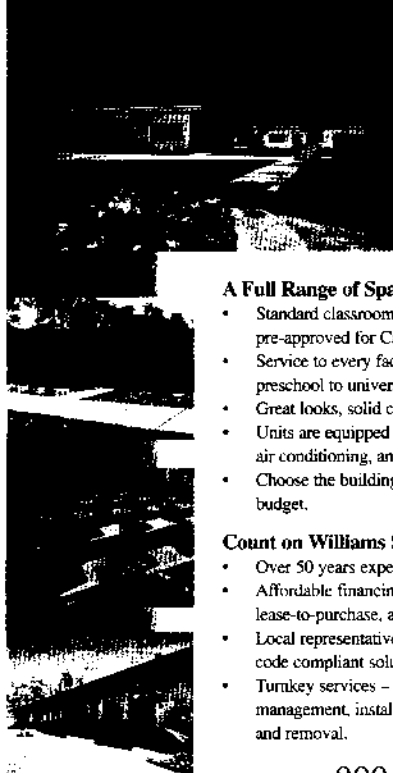 A Full Range of Spa
• Standard classroom
pre-approved for C
• Service to every fac
preschool to univer
• Great looks, solid c
• Units are equipped
air conditioning, an
• Choose the building
budget.
Count on Williams S
• Over 50 years expe
• Affordable financin
lease-to-purchase, a
• Local representative
code compliant solu
• Turnkey services –
management, instal
and removal.